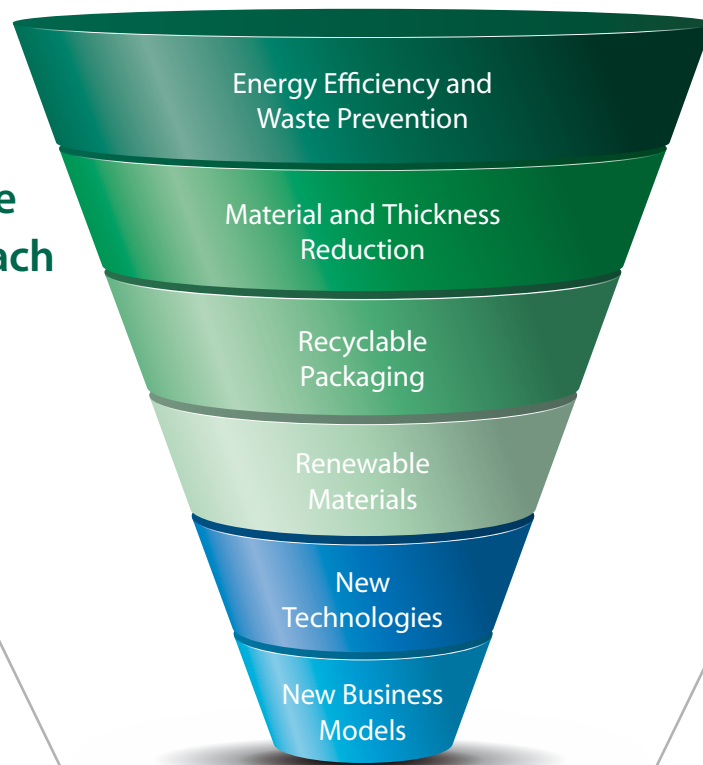 Energy Efficiency and
Waste Prevention
Material and Thickness
Reduction
Recyclable
Packaging
Renewable
Materials
New
Technologies
New Business
Models